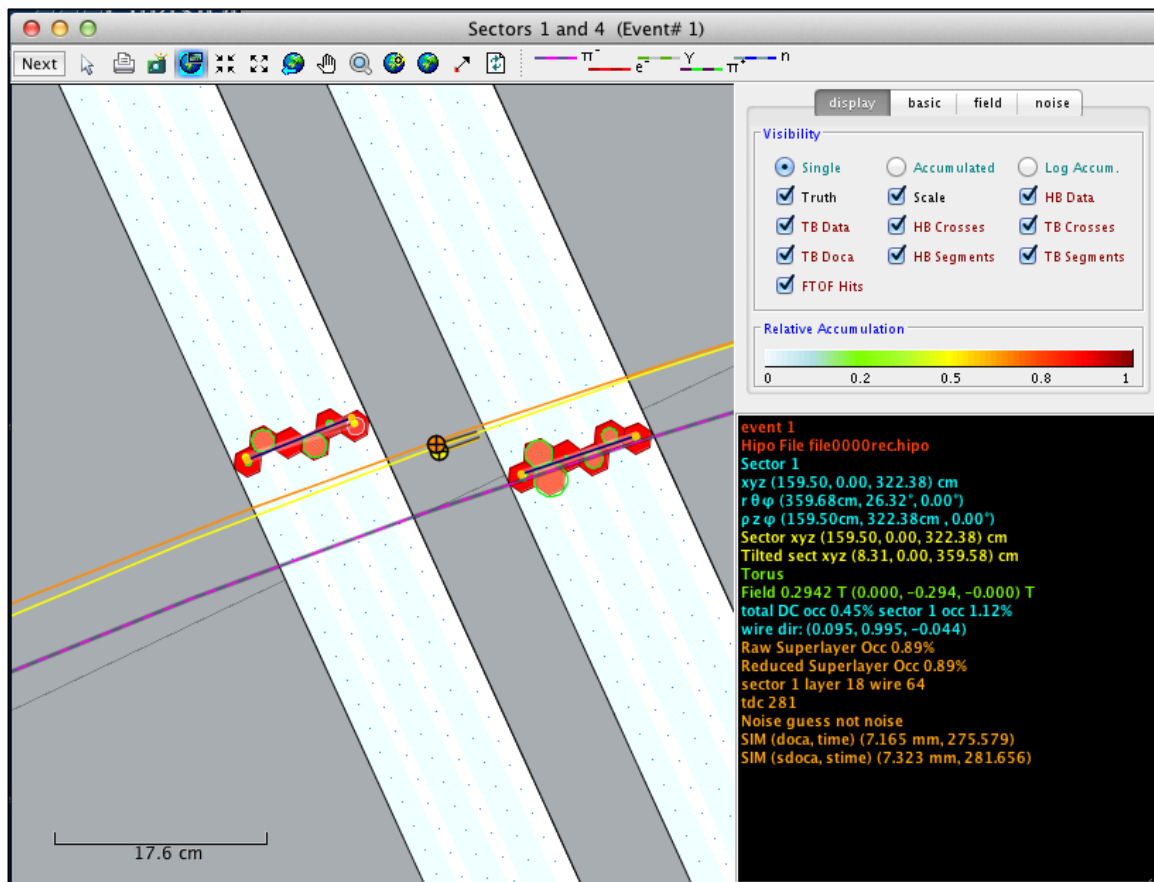 Sectors 1 and 4 (Event# 1)
Next
π⁻ e⁻ γ π⁺ n
display basic field noise
Visibility
Single Accumulated Log Accum.
Truth Scale HB Data
TB Data HB Crosses TB Crosses
TB Doca HB Segments TB Segments
FTOF Hits
Relative Accumulation
0 0.2 0.5 0.8 1
event 1
Hipo File file0000rec.hipo
Sector 1
xyz (159.50, 0.00, 322.38) cm
r θ φ (359.68cm, 26.32°, 0.00°)
ρ z φ (159.50cm, 322.38cm , 0.00°)
Sector xyz (159.50, 0.00, 322.38) cm
Tilted sect xyz (8.31, 0.00, 359.58) cm
Torus
Field 0.2942 T (0.000, -0.294, -0.000) T
total DC occ 0.45% sector 1 occ 1.12%
wire dir: (0.095, 0.995, -0.044)
Raw Superlayer Occ 0.89%
Reduced Superlayer Occ 0.89%
sector 1 layer 18 wire 64
tdc 281
Noise guess not noise
SIM (doca, time) (7.165 mm, 275.579)
SIM (sdoca, stime) (7.323 mm, 281.656)
17.6 cm